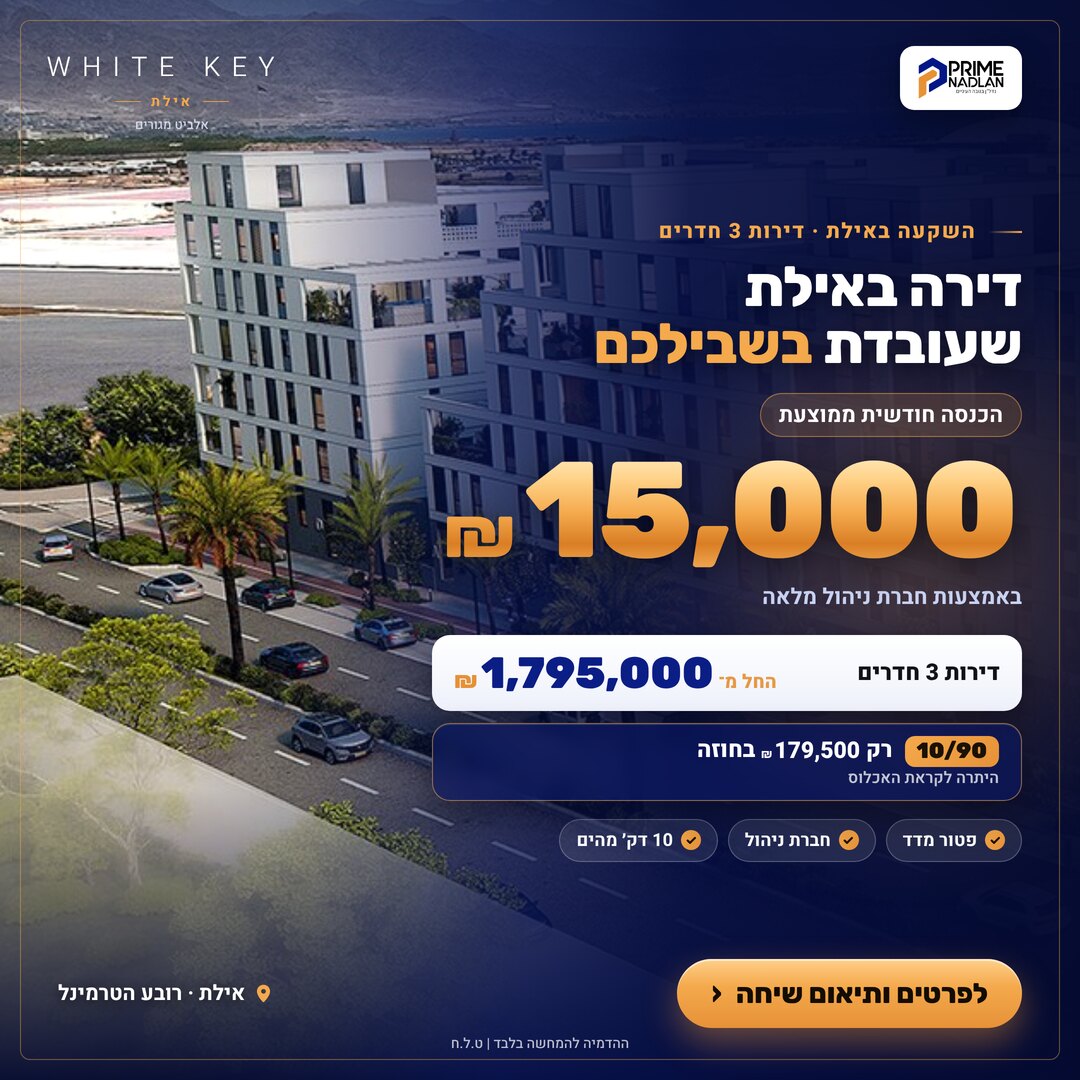 WHITE KEY
אילת
אלביט מגורים
PRIME
NADLAN
נדל"ן בגובה העיניים
השקעה באילת · דירות 3 חדרים
דירה באילת
שעובדת בשבילכם
הכנסה חודשית ממוצעת
15,000 ₪
באמצעות חברת ניהול מלאה
דירות 3 חדרים החל מ־ 1,795,000 ₪
10/90 רק 179,500 ₪ בחוזה
היתרה לקראת האכלוס
פטור מדד
חברת ניהול
10 דק׳ מהים
לפרטים ותיאום שיחה ›
אילת · רובע הטרמינל
ההדמיה להמחשה בלבד | ט.ל.ח